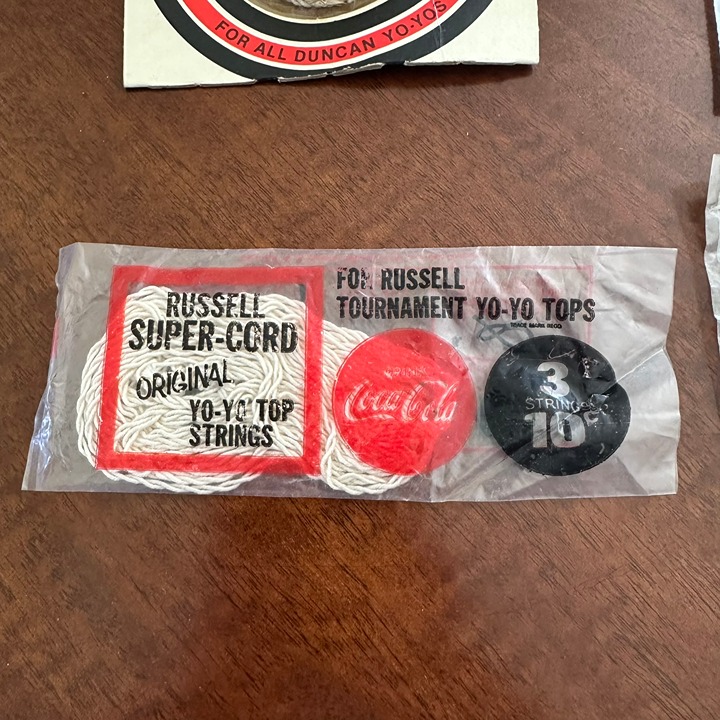 FOR ALL DUNCAN YO-YOS
FOR RUSSELL
TOURNAMENT YO-YO TOPS
TRADE MARK REGD
RUSSELL
SUPER-CORD
ORIGINAL
YO-YO TOP
STRINGS
Coca-Cola
3
STRINGS
10¢